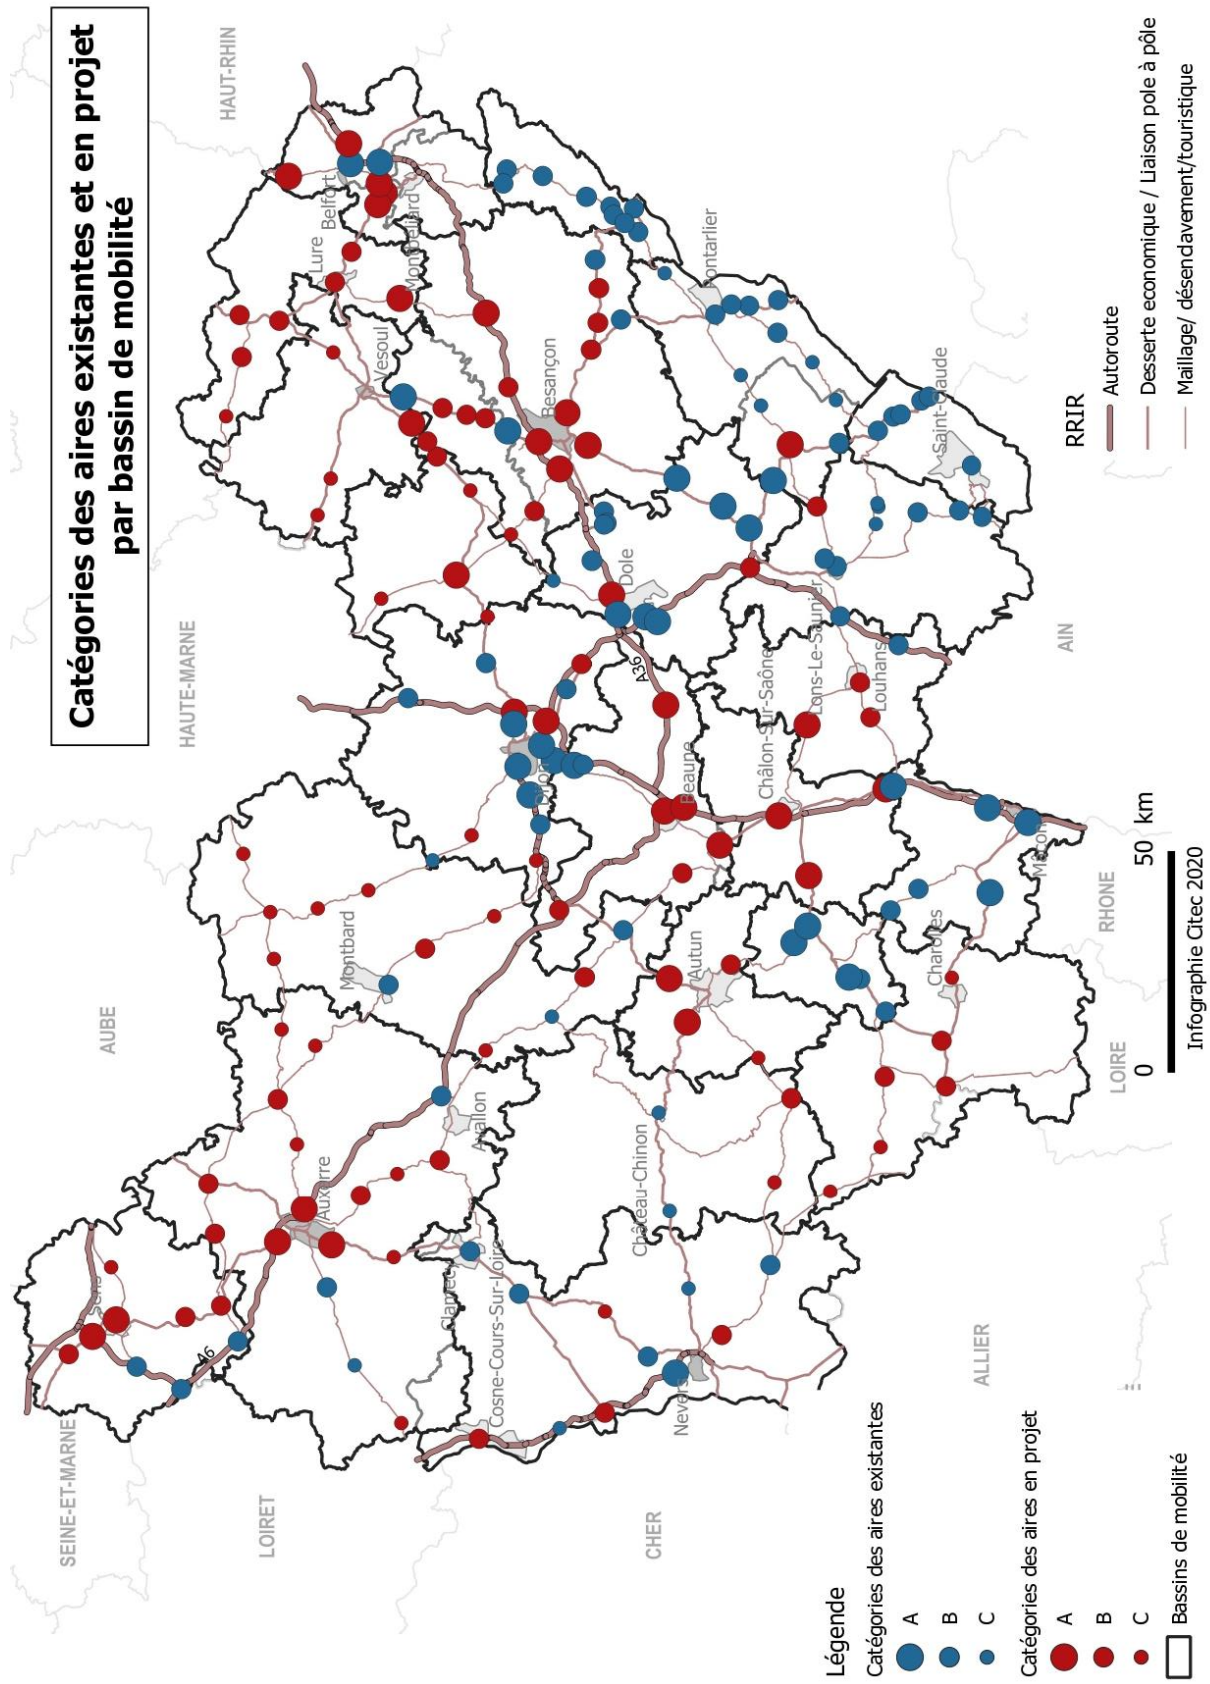 Catégories des aires existantes et en projet
par bassin de mobilité
SEINE-ET-MARNE
AUBE
HAUTE-MARNE
HAUT-RHIN
Sens
A6
LOIRET
Auxerre
Montbard
Lure
Belfort
Vesoul
Montbéliard
Clamecy
Avallon
Cosne-Cours-Sur-Loire
Dijon
Besançon
CHER
Château-Chinon
A36
Dole
Nevers
Autun
Beaune
Pontarlier
Châlon-Sur-Saône
Lons-Le-Saunier
Louhans
Charolles
Saint-Claude
ALLIER
Mâcon
AIN
RHONE
LOIRE
Légende
Catégories des aires existantes
A
B
C
Catégories des aires en projet
A
B
C
Bassins de mobilité
0 50 km
Infographie Citec 2020
RRIR
Autoroute
Desserte economique / Liaison pole à pôle
Maillage/ désendavement/touristique